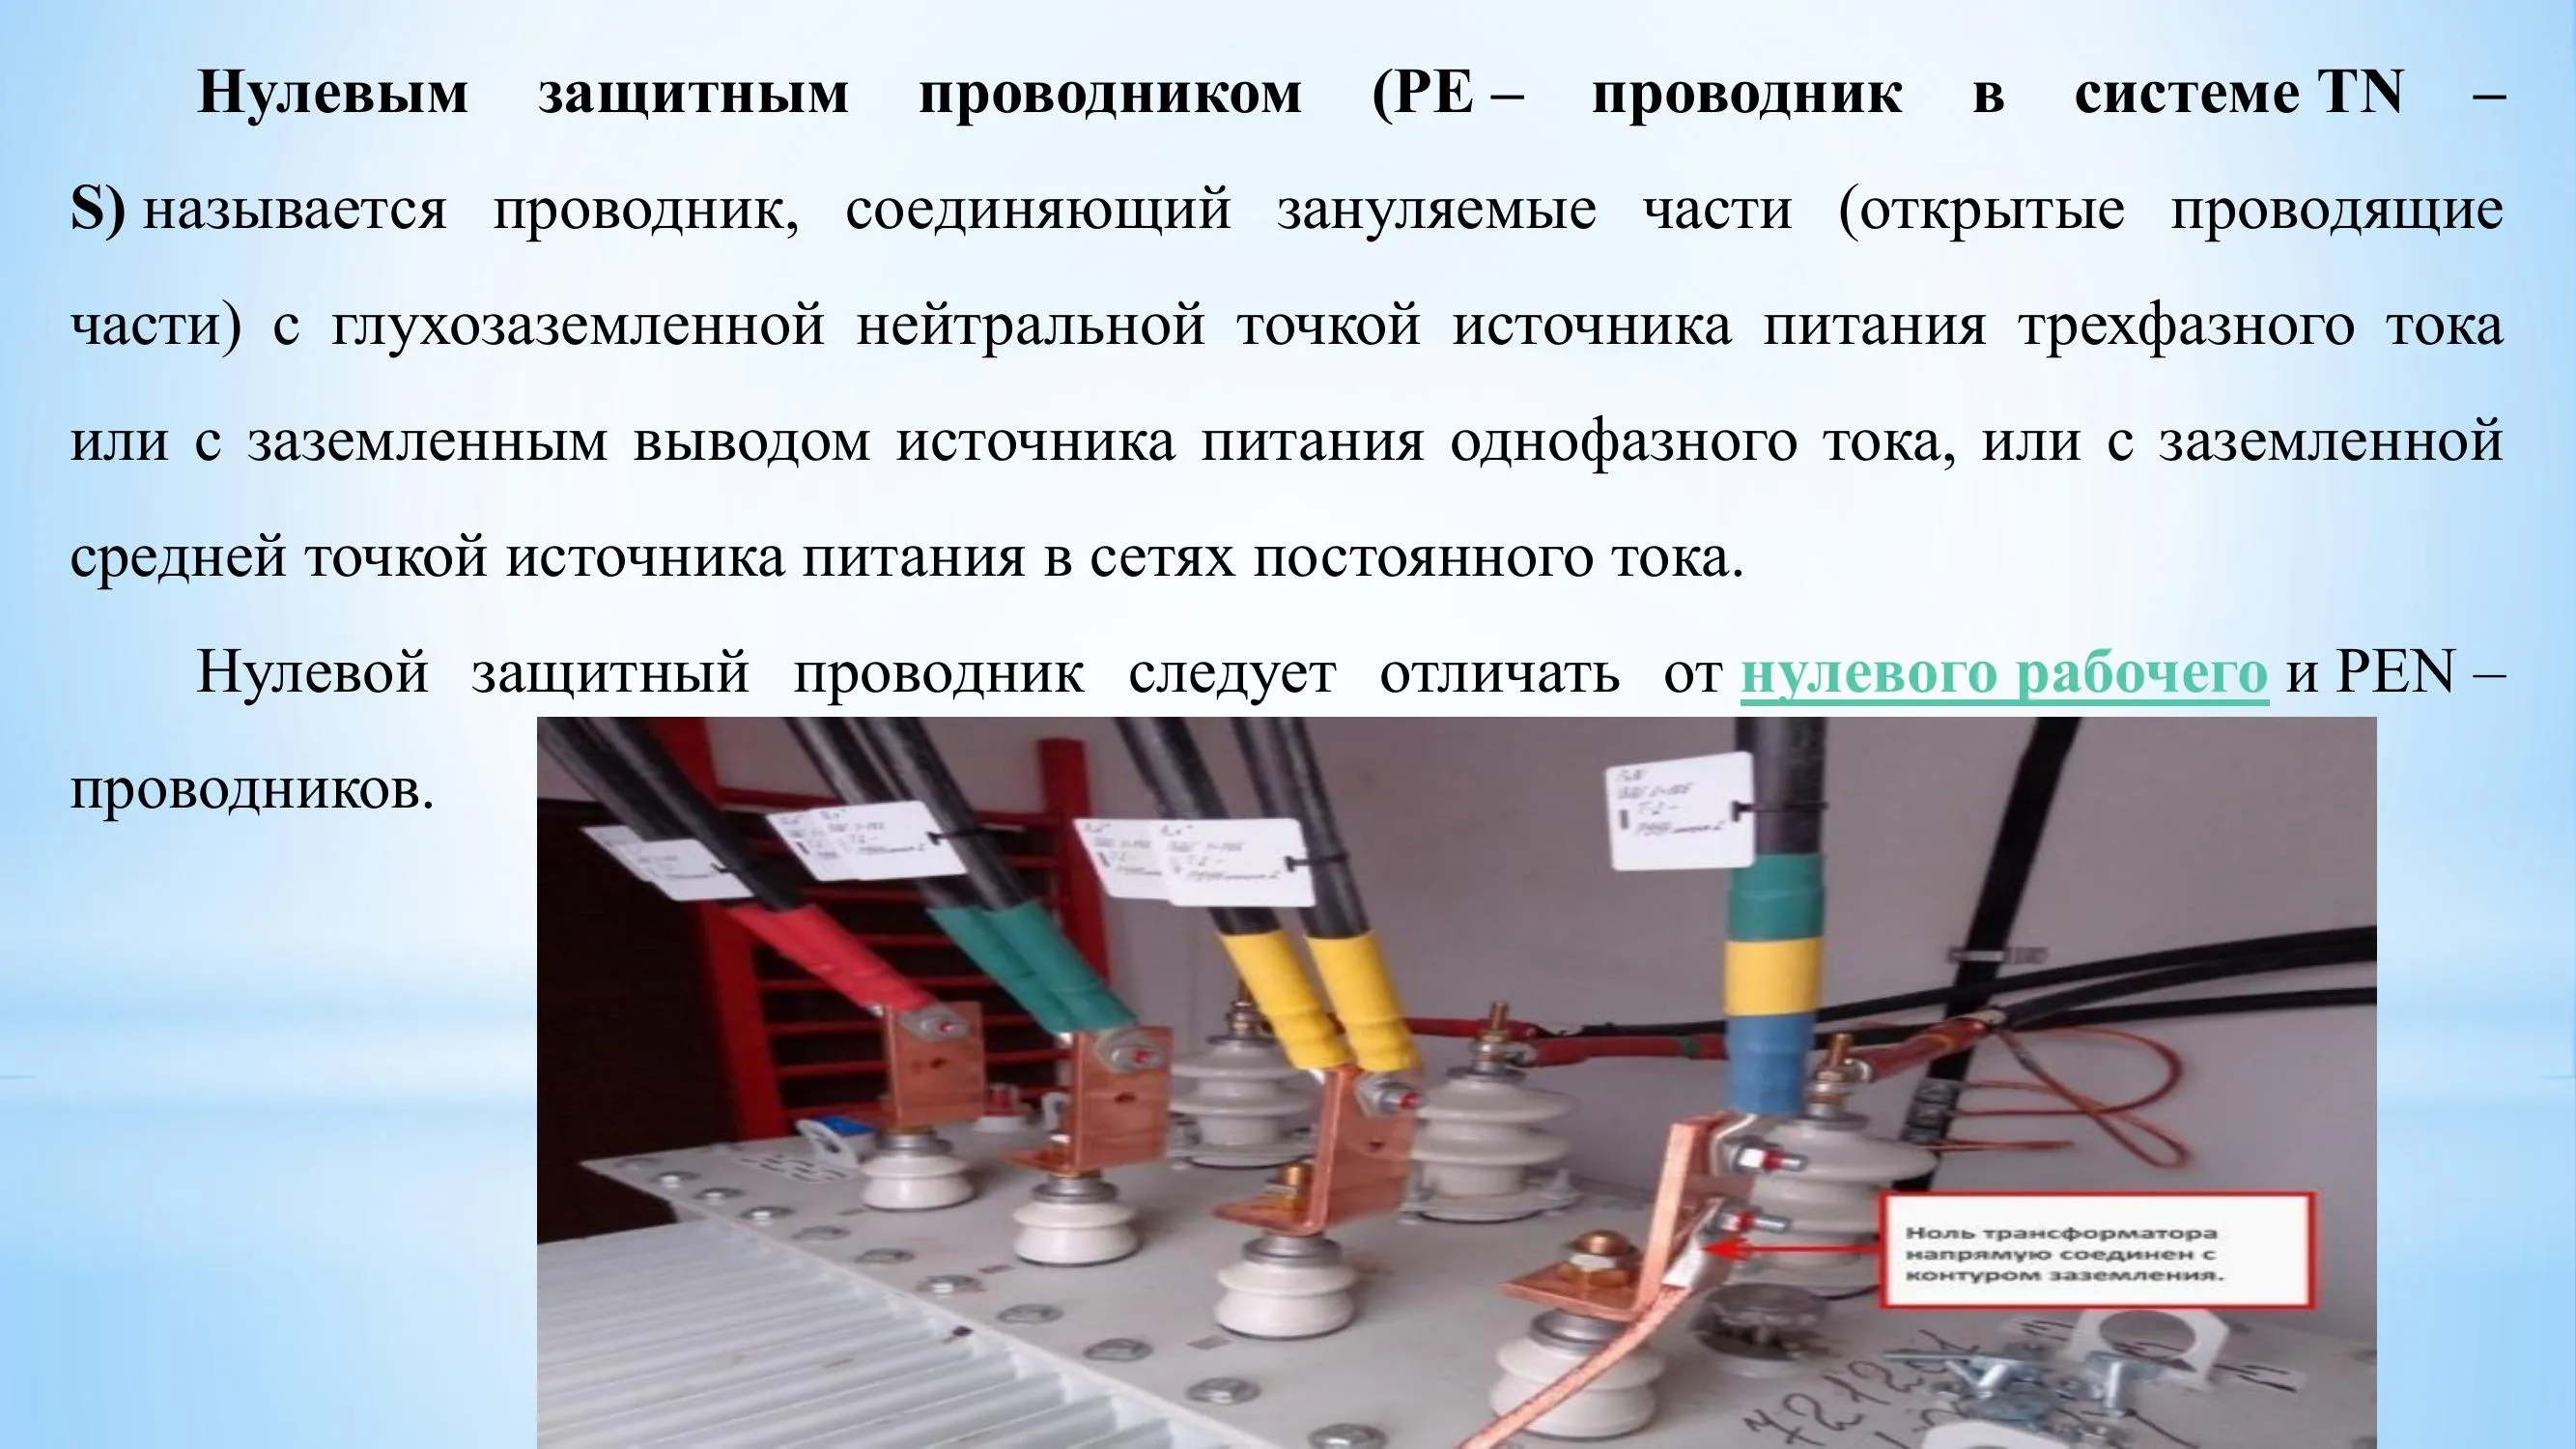 Нулевым защитным проводником (PE – проводник в системе TN –
S) называется проводник, соединяющий зануляемые части (открытые проводящие
части) с глухозаземленной нейтральной точкой источника питания трехфазного тока
или с заземленным выводом источника питания однофазного тока, или с заземленной
средней точкой источника питания в сетях постоянного тока.
Нулевой защитный проводник следует отличать от нулевого рабочего и PEN –
проводников.
Ноль трансформатора
напрямую соединен с
контуром заземления.